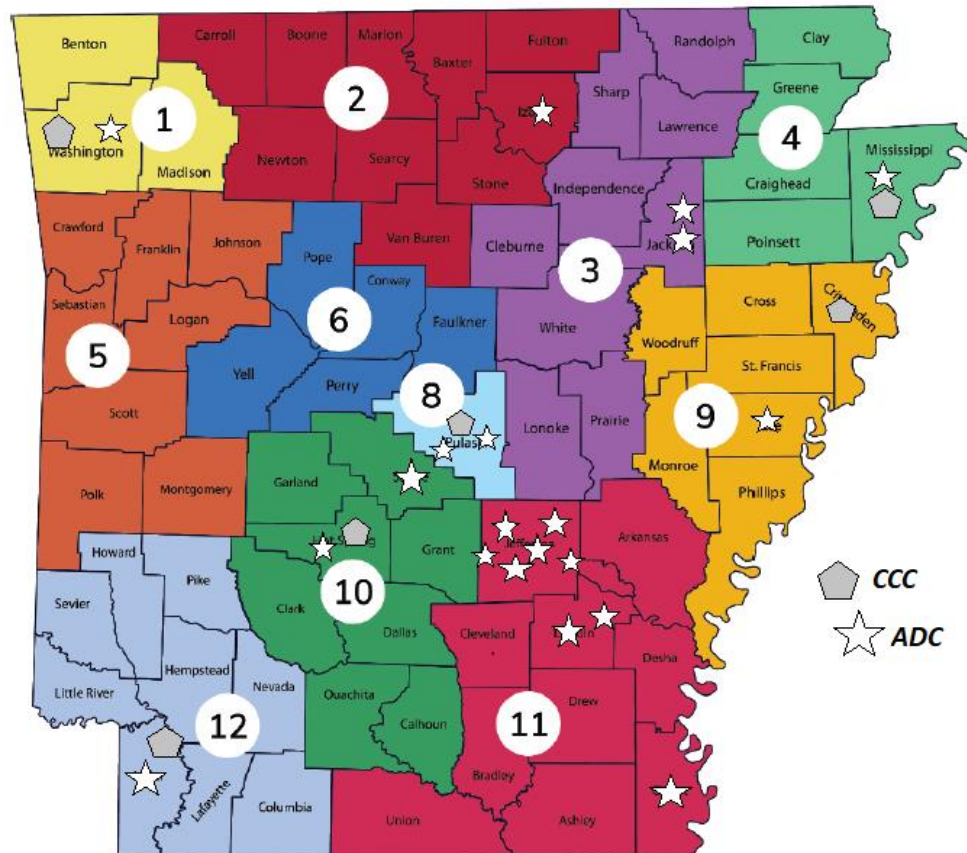 Benton
Carroll
Boone
Marion
Baxter
Fulton
Randolph
Clay
Greene
Sharp
1
2
4
Lawrence
Washington
Madison
Newton
Searcy
Stone
Independence
Craighead
Mississippi
Crawford
Franklin
Johnson
Pope
Van Buren
Cleburne
3
Poinsett
Sebastian
Logan
6
Conway
Faulkner
White
Woodruff
Cross
5
Yell
Perry
8
St. Francis
9
Scott
Lonoke
Prairie
Monroe
Phillips
Polk
Montgomery
Garland
Grant
Arkansas
Howard
Pike
10
Clark
Dallas
Sevier
Cleveland
Desha
Hempstead
Nevada
Little River
Ouachita
Calhoun
Drew
12
11
Bradley
Lafayette
Columbia
Union
Ashley
CCC
ADC